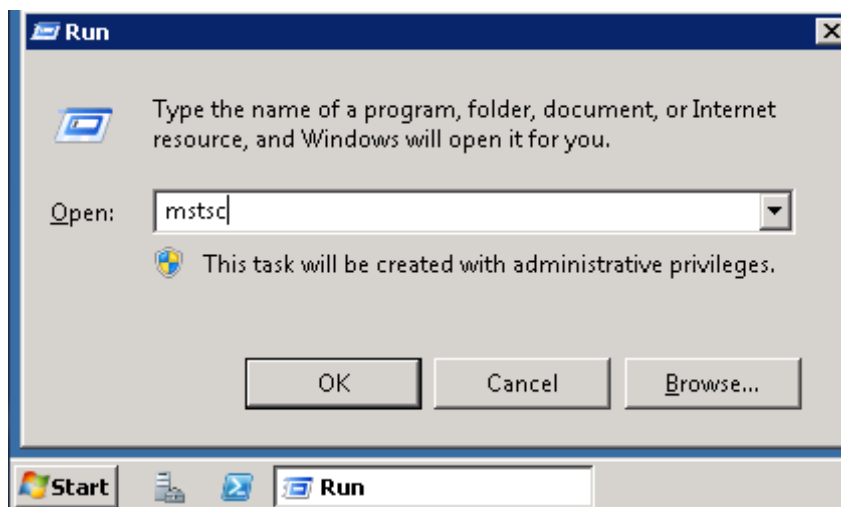 Run
Type the name of a program, folder, document, or Internet
resource, and Windows will open it for you.
Open:
mstsc
This task will be created with administrative privileges.
OK
Cancel
Browse...
Start
Run